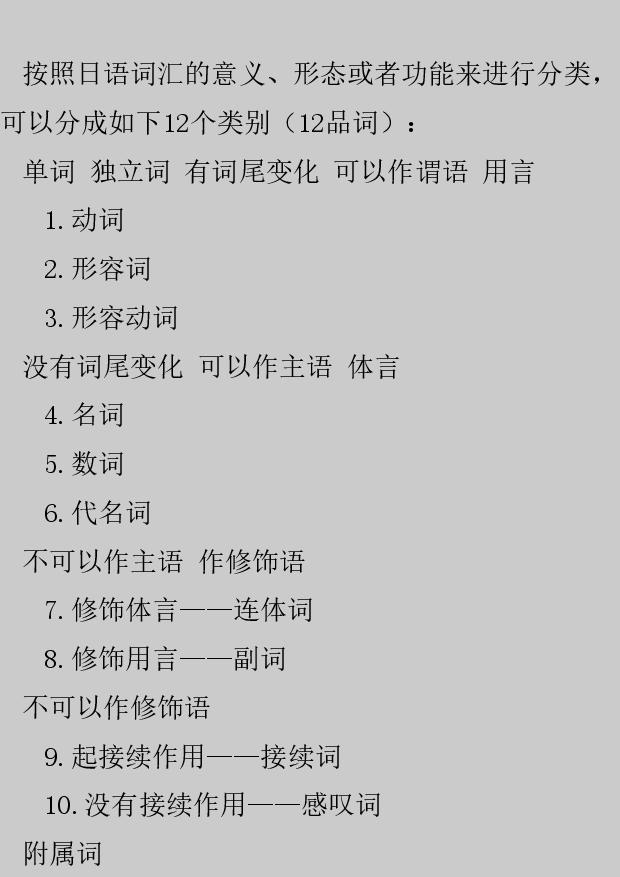 按照日语词汇的意义、形态或者功能来进行分类，
可以分成如下12个类别（12品词）：
单词 独立词 有词尾变化 可以作谓语 用言
1.动词
2.形容词
3.形容动词
没有词尾变化 可以作主语 体言
4.名词
5.数词
6.代名词
不可以作主语 作修饰语
7.修饰体言——连体词
8.修饰用言——副词
不可以作修饰语
9.起接续作用——接续词
10.没有接续作用——感叹词
附属词